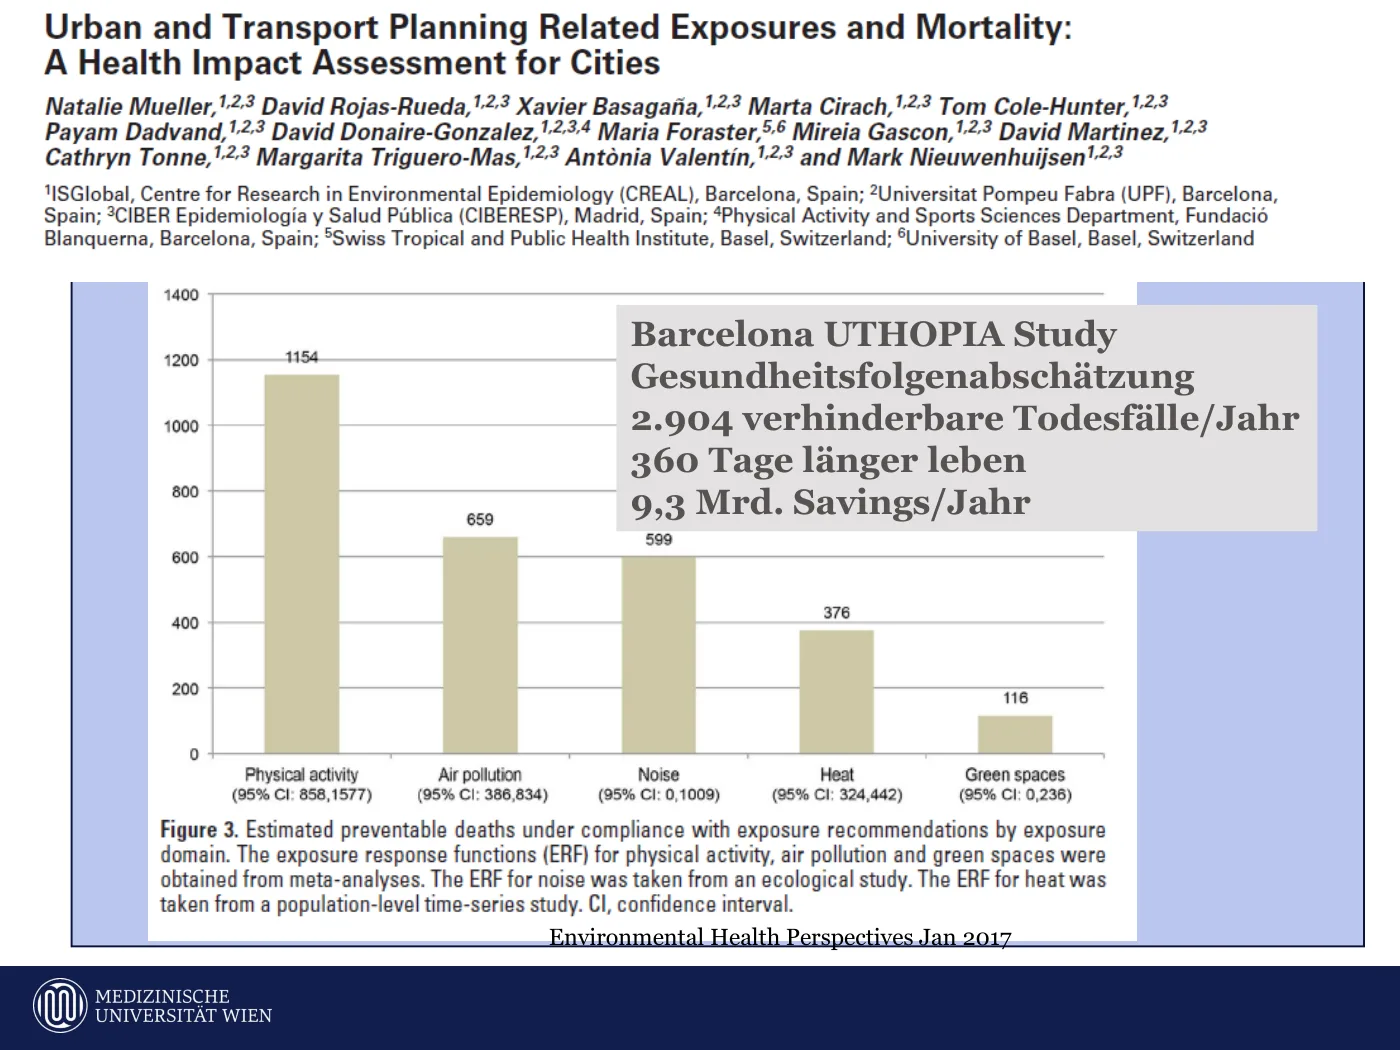 Urban and Transport Planning Related Exposures and Mortality:
A Health Impact Assessment for Cities
Natalie Mueller,1,2,3 David Rojas-Rueda,1,2,3 Xavier Basagaña,1,2,3 Marta Cirach,1,2,3 Tom Cole-Hunter,1,2,3
Payam Dadvand,1,2,3 David Donaire-Gonzalez,1,2,3,4 Maria Foraster,5,6 Mireia Gascon,1,2,3 David Martinez,1,2,3
Cathryn Tonne,1,2,3 Margarita Triguero-Mas,1,2,3 Antònia Valentín,1,2,3 and Mark Nieuwenhuijsen1,2,3
1ISGlobal, Centre for Research in Environmental Epidemiology (CREAL), Barcelona, Spain; 2Universitat Pompeu Fabra (UPF), Barcelona,
Spain; 3CIBER Epidemiología y Salud Pública (CIBERESP), Madrid, Spain; 4Physical Activity and Sports Sciences Department, Fundació
Blanquerna, Barcelona, Spain; 5Swiss Tropical and Public Health Institute, Basel, Switzerland; 6University of Basel, Basel, Switzerland
Barcelona UTHOPIA Study
Gesundheitsfolgenabschätzung
2.904 verhinderbare Todesfälle/Jahr
360 Tage länger leben
9,3 Mrd. Savings/Jahr
1400
1200
1000
800
600
400
200
0
1154
659
599
376
116
Physical activity
(95% CI: 858,1577)
Air pollution
(95% CI: 386,834)
Noise
(95% CI: 0,1009)
Heat
(95% CI: 324,442)
Green spaces
(95% CI: 0,236)
Figure 3. Estimated preventable deaths under compliance with exposure recommendations by exposure
domain. The exposure response functions (ERF) for physical activity, air pollution and green spaces were
obtained from meta-analyses. The ERF for noise was taken from an ecological study. The ERF for heat was
taken from a population-level time-series study. CI, confidence interval.
Environmental Health Perspectives Jan 2017
MEDIZINISCHE
UNIVERSITÄT WIEN